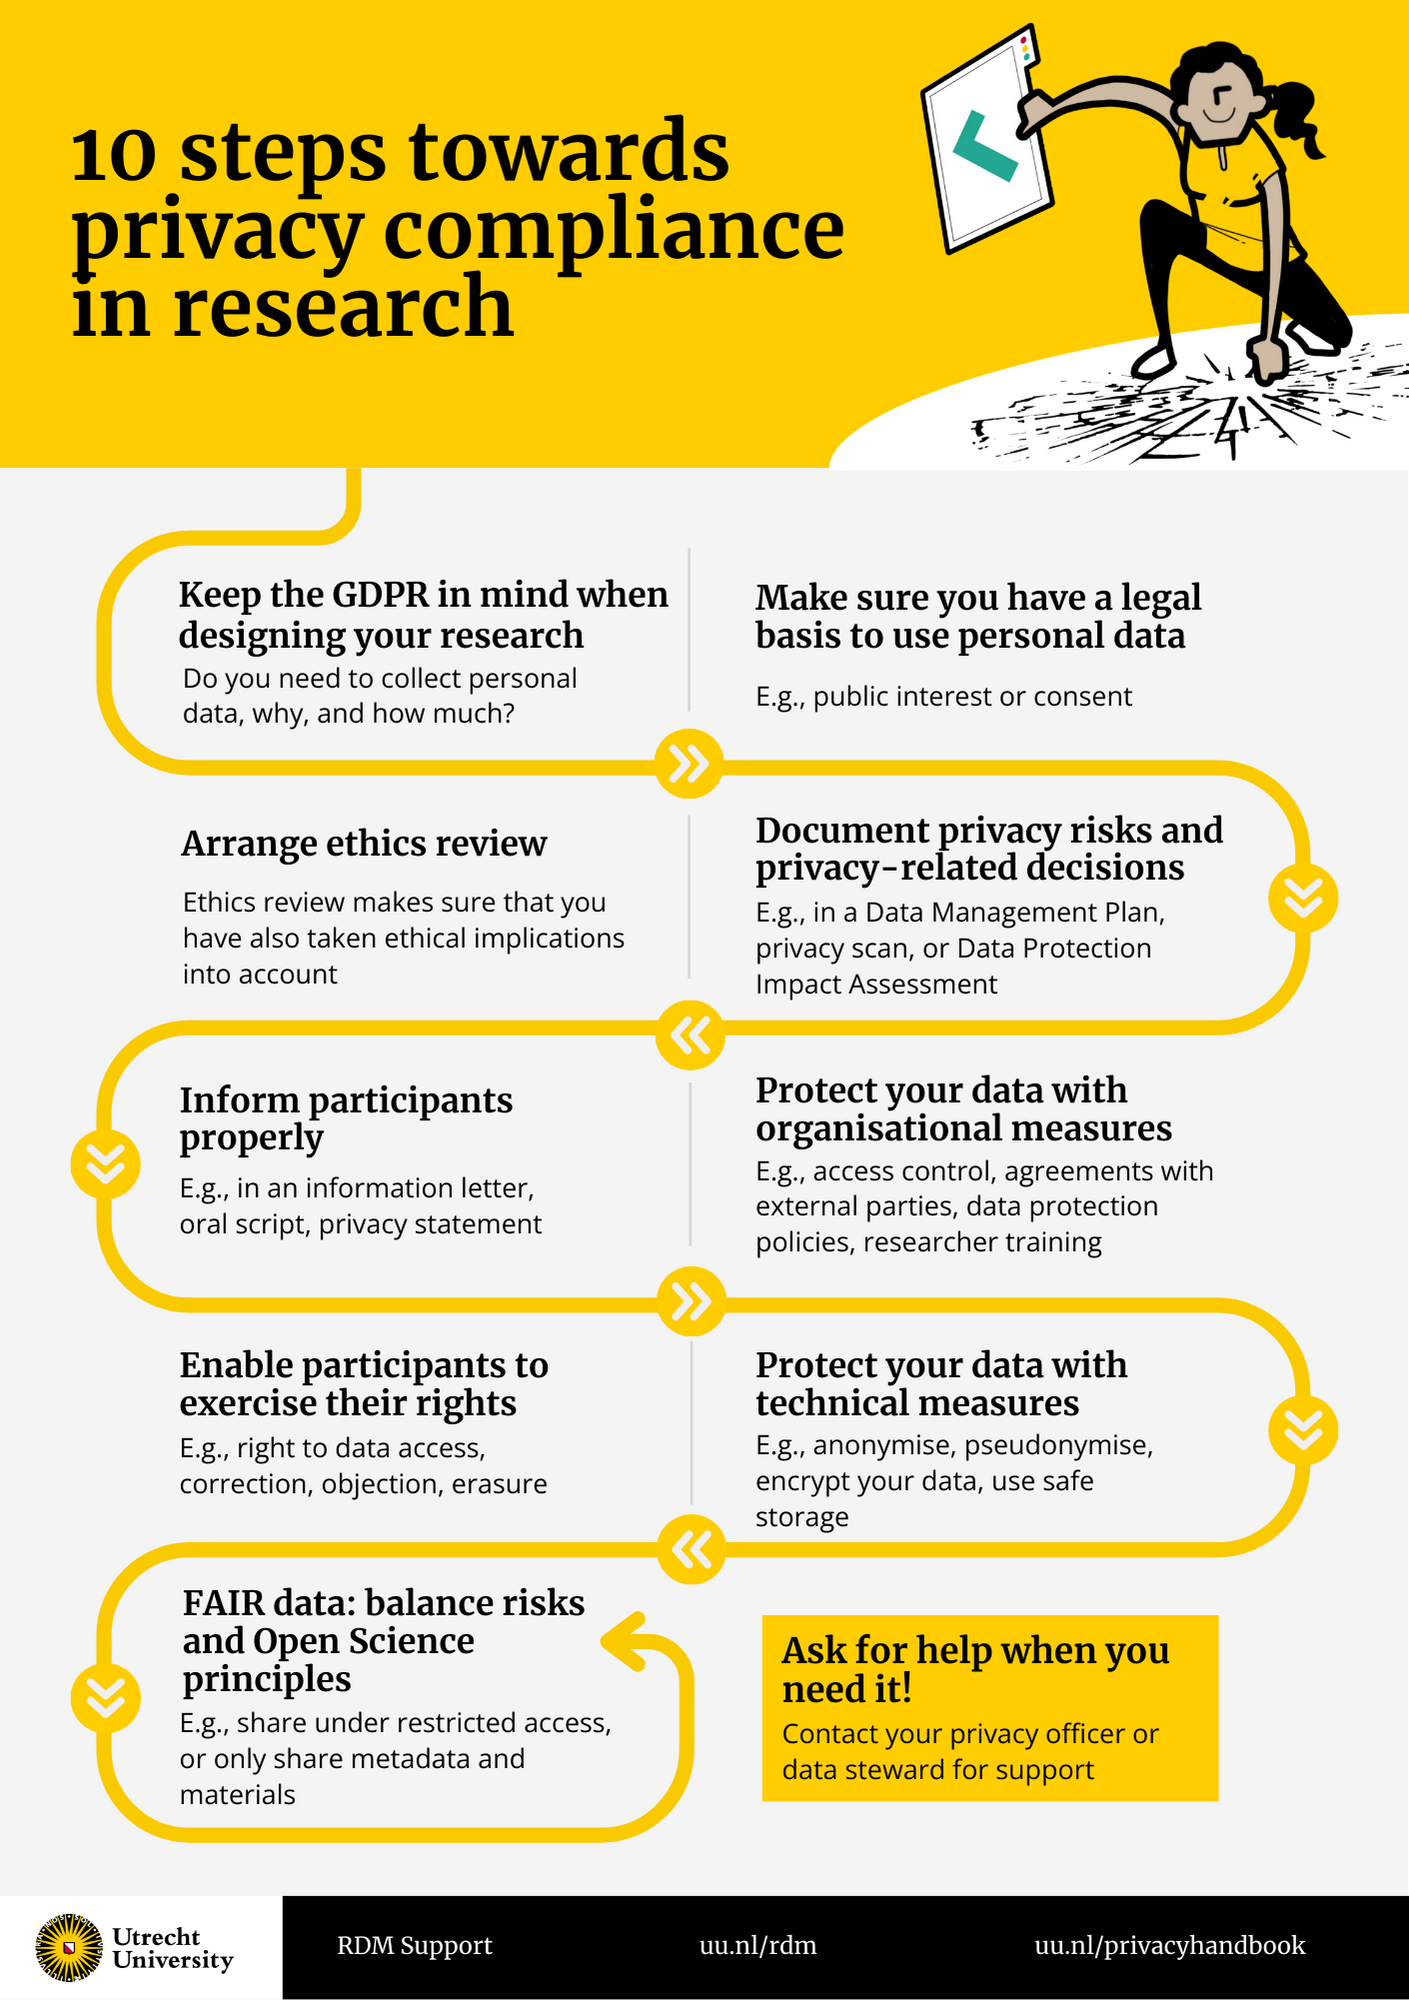 10 steps towards
privacy compliance
in research
Keep the GDPR in mind when
designing your research
Do you need to collect personal
data, why, and how much?
Make sure you have a legal
basis to use personal data
E.g., public interest or consent
Document privacy risks and
privacy-related decisions
E.g., in a Data Management Plan,
privacy scan, or Data Protection
Impact Assessment
Arrange ethics review
Ethics review makes sure that you
have also taken ethical implications
into account
Inform participants
properly
E.g., in an information letter,
oral script, privacy statement
Protect your data with
organisational measures
E.g., access control, agreements with
external parties, data protection
policies, researcher training
Protect your data with
technical measures
E.g., anonymise, pseudonymise,
encrypt your data, use safe
storage
Enable participants to
exercise their rights
E.g., right to data access,
correction, objection, erasure
FAIR data: balance risks
and Open Science
principles
E.g., share under restricted access,
or only share metadata and
materials
Ask for help when you
need it!
Contact your privacy officer or
data steward for support
Utrecht
University
RDM Support
uu.nl/rdm
uu.nl/privacyhandbook